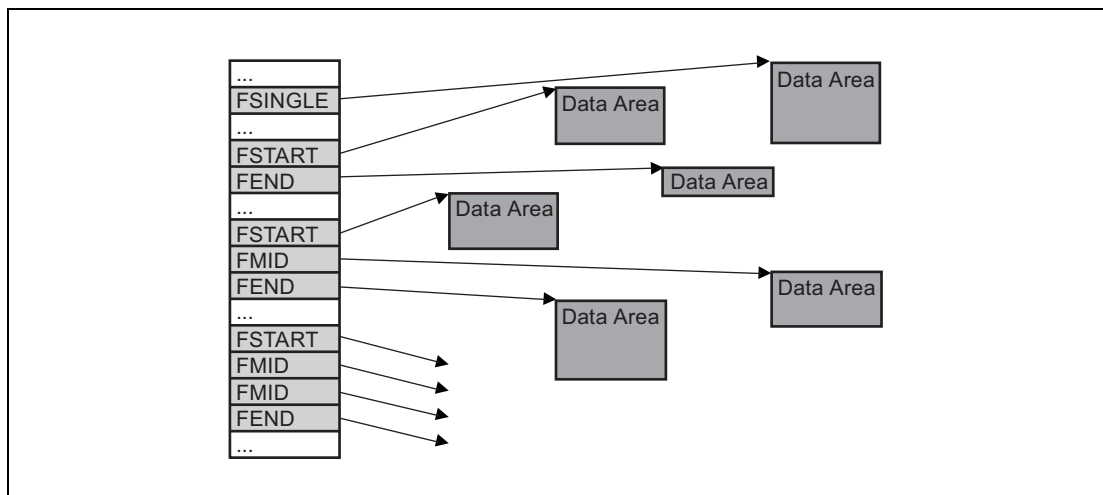 ...
FSINGLE
...
FSTART
FEND
...
FSTART
FMID
FEND
...
FSTART
FMID
FMID
FEND
...
Data Area
Data Area
Data Area
Data Area
Data Area
Data Area